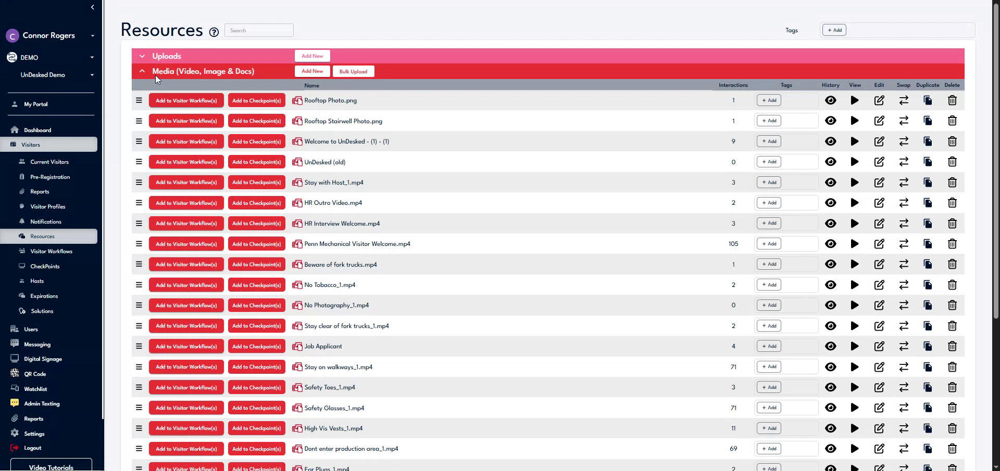 C Connor Rogers
DEMO
UnDesked Demo
My Portal
Dashboard
Visitors
Current Visitors
Pre-Registration
Reports
Visitor Profiles
Notifications
Resources
Visitor Workflows
CheckPoints
Hosts
Expirations
Solutions
Users
Messaging
Digital Signage
QR Code
Watchlist
Admin Texting
Reports
Settings
Logout
Video Tutorials
Resources ? Search Tags + Add
Uploads Add New
Media (Video, Image & Docs) Add New Bulk Upload
Name Interactions Tags History View Edit Swap Duplicate Delete
Add to Visitor Workflow(s) Add to Checkpoint(s) Rooftop Photo.png 1 + Add
Add to Visitor Workflow(s) Add to Checkpoint(s) Rooftop Stairwell Photo.png 1 + Add
Add to Visitor Workflow(s) Add to Checkpoint(s) Welcome to UnDesked - (1) - (1) 9 + Add
Add to Visitor Workflow(s) Add to Checkpoint(s) UnDesked (old) 0 + Add
Add to Visitor Workflow(s) Add to Checkpoint(s) Stay with Host_1.mp4 3 + Add
Add to Visitor Workflow(s) Add to Checkpoint(s) HR Outro Video.mp4 2 + Add
Add to Visitor Workflow(s) Add to Checkpoint(s) HR Interview Welcome.mp4 3 + Add
Add to Visitor Workflow(s) Add to Checkpoint(s) Penn Mechanical Visitor Welcome.mp4 105 + Add
Add to Visitor Workflow(s) Add to Checkpoint(s) Beware of fork trucks.mp4 1 + Add
Add to Visitor Workflow(s) Add to Checkpoint(s) No Tobacco_1.mp4 2 + Add
Add to Visitor Workflow(s) Add to Checkpoint(s) No Photography_1.mp4 0 + Add
Add to Visitor Workflow(s) Add to Checkpoint(s) Stay clear of fork trucks_1.mp4 2 + Add
Add to Visitor Workflow(s) Add to Checkpoint(s) Job Applicant 4 + Add
Add to Visitor Workflow(s) Add to Checkpoint(s) Stay on walkways_1.mp4 71 + Add
Add to Visitor Workflow(s) Add to Checkpoint(s) Safety Toes_1.mp4 3 + Add
Add to Visitor Workflow(s) Add to Checkpoint(s) Safety Glasses_1.mp4 71 + Add
Add to Visitor Workflow(s) Add to Checkpoint(s) High Vis Vests_1.mp4 11 + Add
Add to Visitor Workflow(s) Add to Checkpoint(s) Dont enter production area_1.mp4 69 + Add
Add to Visitor Workflow(s) Add to Checkpoint(s) Ear Plugs_1.mp4 2 + Add